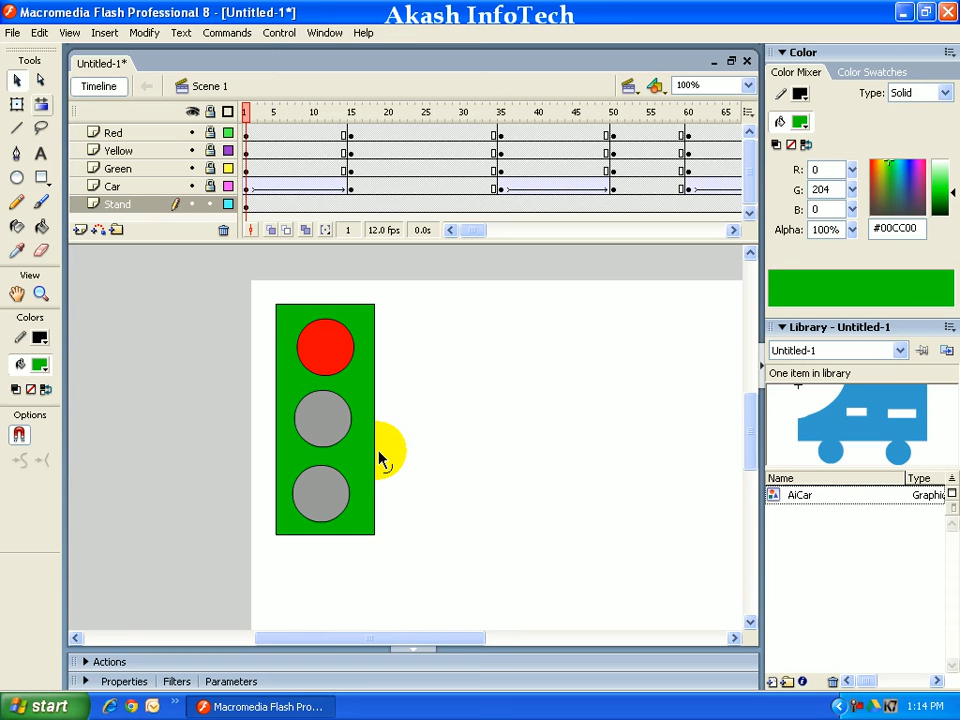 Macromedia Flash Professional 8 - [Untitled-1*]
Akash InfoTech
File Edit View Insert Modify Text Commands Control Window Help
Tools
View
Colors
Options
Untitled-1*
Timeline
Scene 1
100%
1 5 10 15 20 25 30 35 40 45 50 55 60 65
Red
Yellow
Green
Car
Stand
1 12.0 fps 0.0s
Color
Color Mixer Color Swatches
Type: Solid
R: 0
G: 204
B: 0
Alpha: 100% #00CC00
Library - Untitled-1
Untitled-1
One item in library
Name Type
AiCar Graphic
Actions
Properties Filters Parameters
start
Macromedia Flash Pro...
1:14 PM